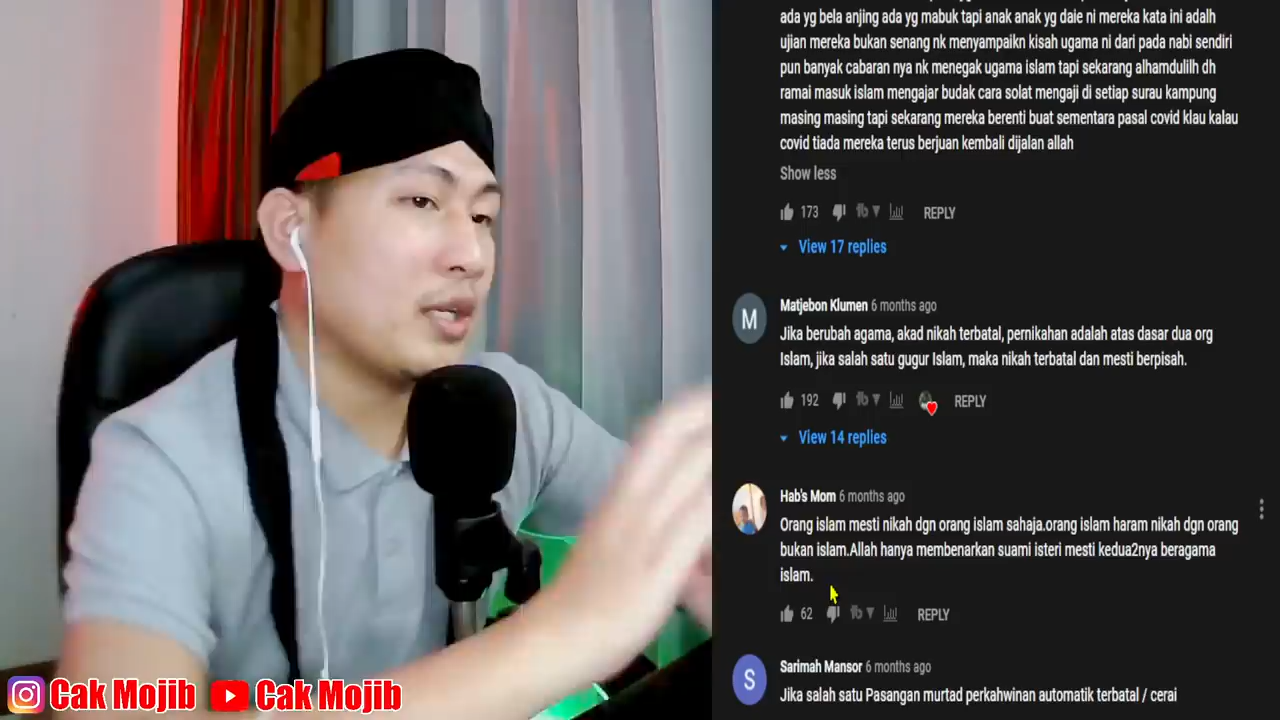 ada yg bela anjing ada yg mabuk tapi anak anak yg daie ni mereka kata ini adalh
ujian mereka bukan senang nk menyampaikn kisah ugama ni dari pada nabi sendiri
pun banyak cabaran nya nk menegak ugama islam tapi sekarang alhamdulilh dh
ramai masuk islam mengajar budak cara solat mengaji di setiap surau kampung
masing masing tapi sekarang mereka berenti buat sementara pasal covid klau kalau
covid tiada mereka terus berjuan kembali dijalan allah
Show less
173 REPLY
View 17 replies
M
Matjebon Klumen 6 months ago
Jika berubah agama, akad nikah terbatal, pernikahan adalah atas dasar dua org
Islam, jika salah satu gugur Islam, maka nikah terbatal dan mesti berpisah.
192 REPLY
View 14 replies
Hab's Mom 6 months ago
Orang islam mesti nikah dgn orang islam sahaja.orang islam haram nikah dgn orang
bukan islam.Allah hanya membenarkan suami isteri mesti kedua2nya beragama
islam.
62 REPLY
S
Sarimah Mansor 6 months ago
Jika salah satu Pasangan murtad perkahwinan automatik terbatal / cerai
Cak Mojib Cak Mojib